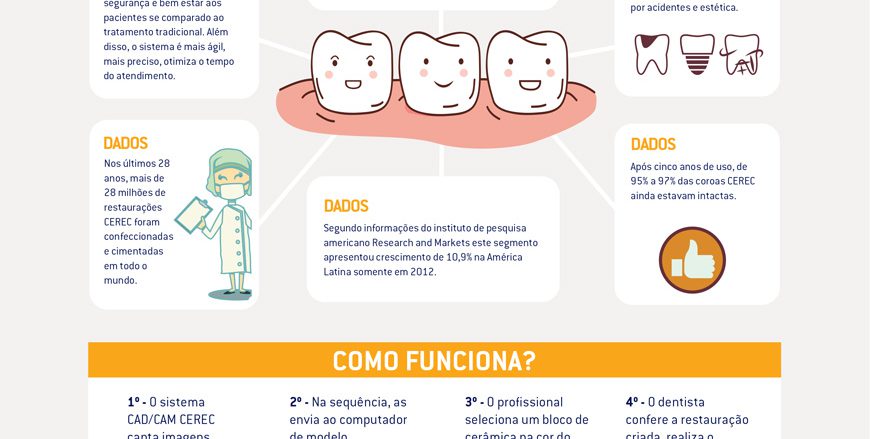 segurança e bem estar aos
pacientes se comparado ao
tratamento tradicional. Além
disso, o sistema é mais ágil,
mais preciso, otimiza o tempo
do atendimento.
por acidentes e estética.
DADOS
Nos últimos 28
anos, mais de
28 milhões de
restaurações
CEREC foram
confeccionadas
e cimentadas
em todo o
mundo.
DADOS
Segundo informações do instituto de pesquisa
americano Research and Markets este segmento
apresentou crescimento de 10,9% na América
Latina somente em 2012.
DADOS
Após cinco anos de uso, de
95% a 97% das coroas CEREC
ainda estavam intactas.
COMO FUNCIONA?
1º - O sistema
CAD/CAM CEREC
capta imagens
2º - Na sequência, as
envia ao computador
de modelo
3º - O profissional
seleciona um bloco de
cerâmica na cor do
4º - O dentista
confere a restauração
criada, realiza o